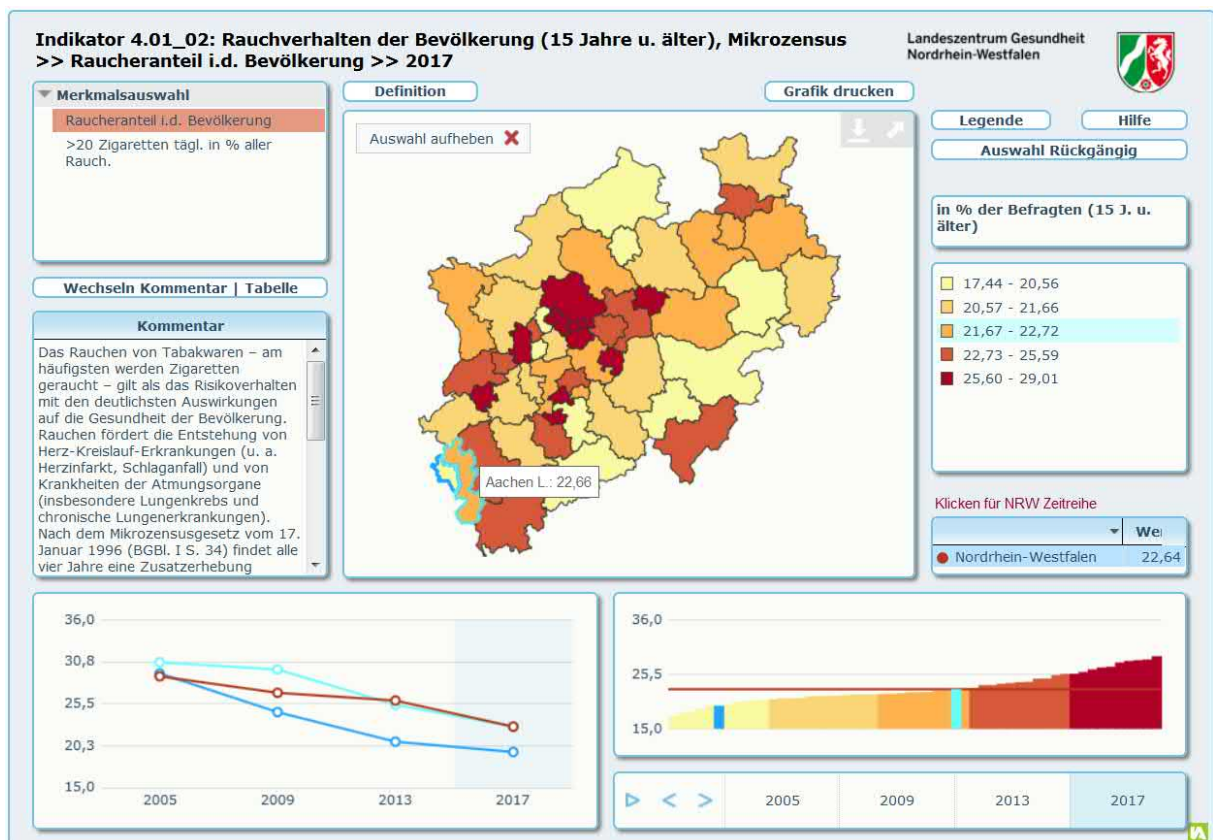 Indikator 4.01_02: Rauchverhalten der Bevölkerung (15 Jahre u. älter), Mikrozensus
>> Raucheranteil i.d. Bevölkerung >> 2017
Landeszentrum Gesundheit
Nordrhein-Westfalen
Merkmalsauswahl
Raucheranteil i.d. Bevölkerung
>20 Zigaretten tägl. in % aller
Rauch.
Wechseln Kommentar | Tabelle
Kommentar
Das Rauchen von Tabakwaren – am
häufigsten werden Zigaretten
geraucht – gilt als das Risikoverhalten
mit den deutlichsten Auswirkungen
auf die Gesundheit der Bevölkerung.
Rauchen fördert die Entstehung von
Herz-Kreislauf-Erkrankungen (u. a.
Herzinfarkt, Schlaganfall) und von
Krankheiten der Atmungsorgane
(insbesondere Lungenkrebs und
chronische Lungenerkrankungen).
Nach dem Mikrozensusgesetz vom 17.
Januar 1996 (BGBl. I S. 34) findet alle
vier Jahre eine Zusatzerhebung
Definition
Grafik drucken
Auswahl aufheben
Aachen L.: 22,66
Legende
Hilfe
Auswahl Rückgängig
in % der Befragten (15 J. u.
älter)
17,44 - 20,56
20,57 - 21,66
21,67 - 22,72
22,73 - 25,59
25,60 - 29,01
Klicken für NRW Zeitreihe
We
Nordrhein-Westfalen 22,64
36,0
30,8
25,5
20,3
15,0
2005 2009 2013 2017
36,0
25,5
15,0
2005 2009 2013 2017